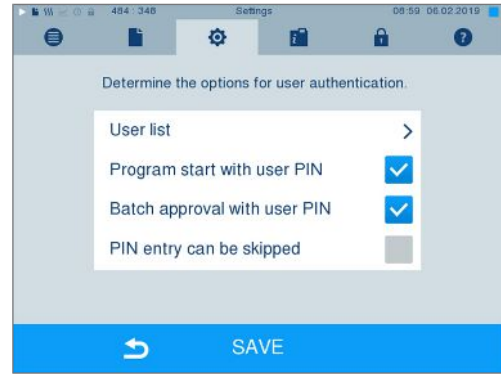 484 : 348 Settings 08:59 06.02.2019
Determine the options for user authentication.
User list
Program start with user PIN
Batch approval with user PIN
PIN entry can be skipped
SAVE